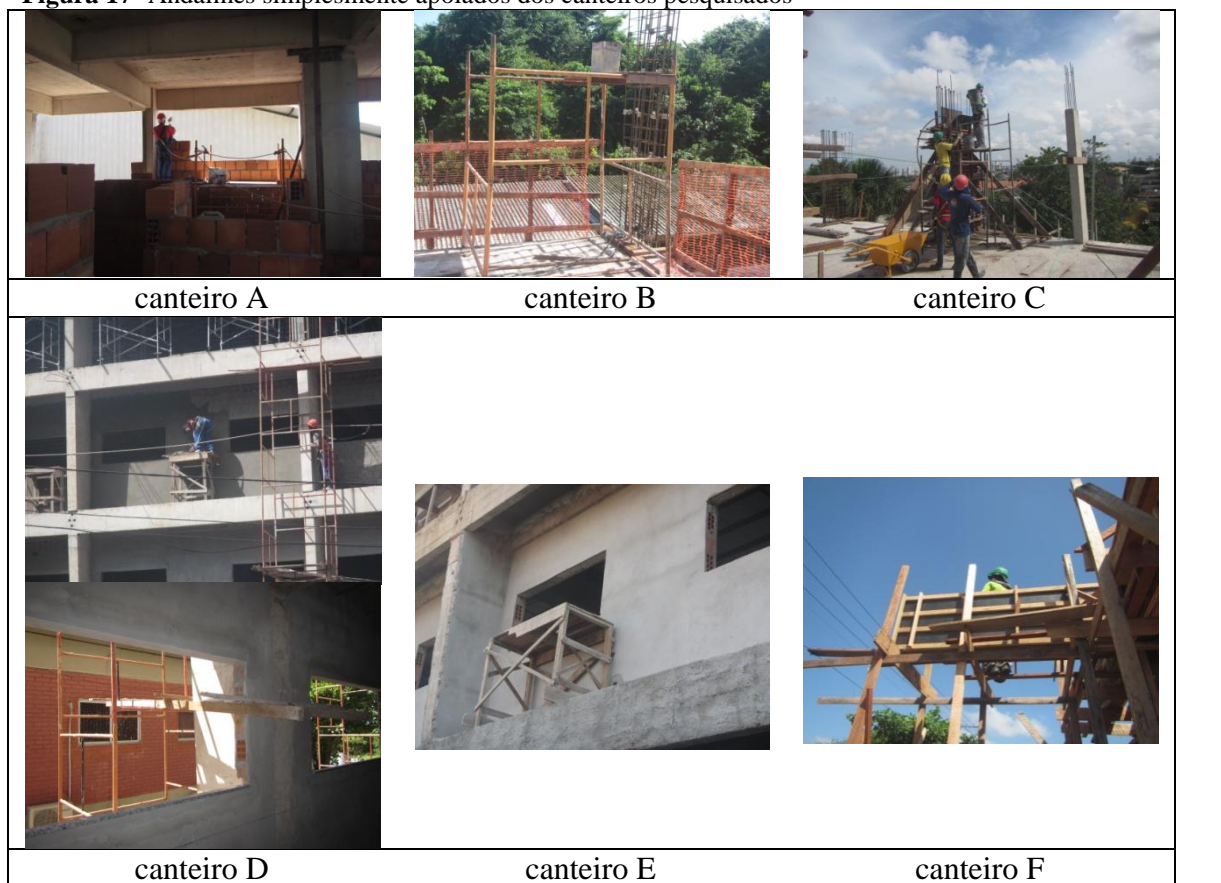 Figura 17- Andaimes simplesmente apoiados dos canteiros pesquisados
canteiro A
canteiro B
canteiro C
canteiro D
canteiro E
canteiro F